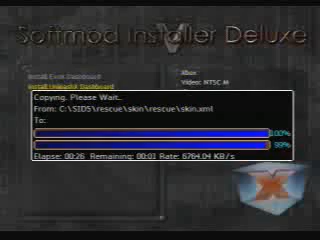 Softmod Installer Deluxe
V
Install Evox Dashboard
Xbox
Install UnleashX Dashboard
Video: NTSC M
Copying. Please Wait..
From: C:\SID5\rescue\skin\rescue\skin.xml
To:
100%
99%
Elapse: 00:26 Remaining: 00:01 Rate: 6764.04 KB/s
X